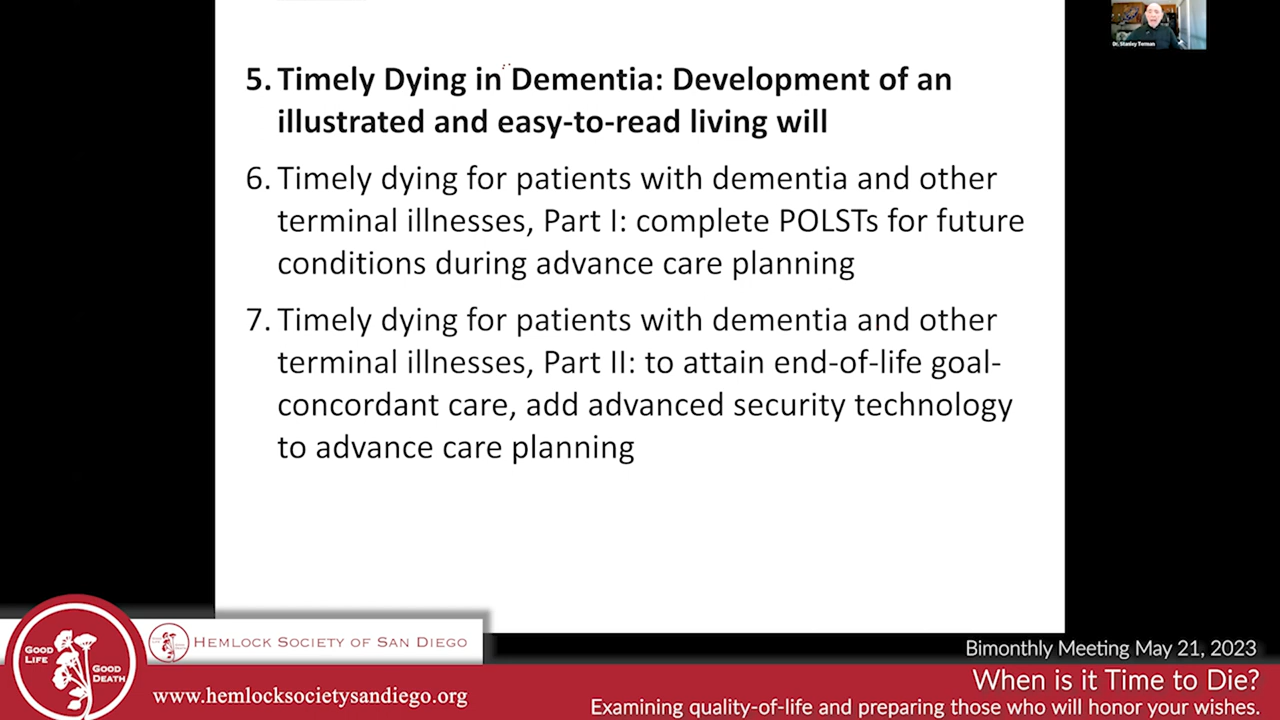 Dr. Stanley Terman
5. Timely Dying in Dementia: Development of an
illustrated and easy-to-read living will
6. Timely dying for patients with dementia and other
terminal illnesses, Part I: complete POLSTs for future
conditions during advance care planning
7. Timely dying for patients with dementia and other
terminal illnesses, Part II: to attain end-of-life goal-
concordant care, add advanced security technology
to advance care planning
GOOD
LIFE
GOOD
DEATH
HEMLOCK SOCIETY OF SAN DIEGO
www.hemlocksocietysandiego.org
Bimonthly Meeting May 21, 2023
When is it Time to Die?
Examining quality-of-life and preparing those who will honor your wishes.